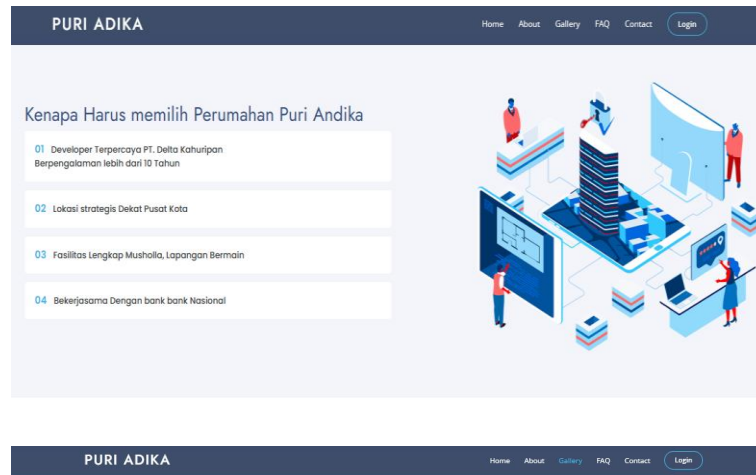 PURI ADIKA
Home About Gallery FAQ Contact Login
Kenapa Harus memilih Perumahan Puri Andika
01 Developer Terpercaya PT. Delta Kahuripan
Berpengalaman lebih dari 10 Tahun
02 Lokasi strategis Dekat Pusat Kota
03 Fasilitas Lengkap Musholla, Lapangan Bermain
04 Bekerjasama Dengan bank bank Nasional
PURI ADIKA
Home About Gallery FAQ Contact Login